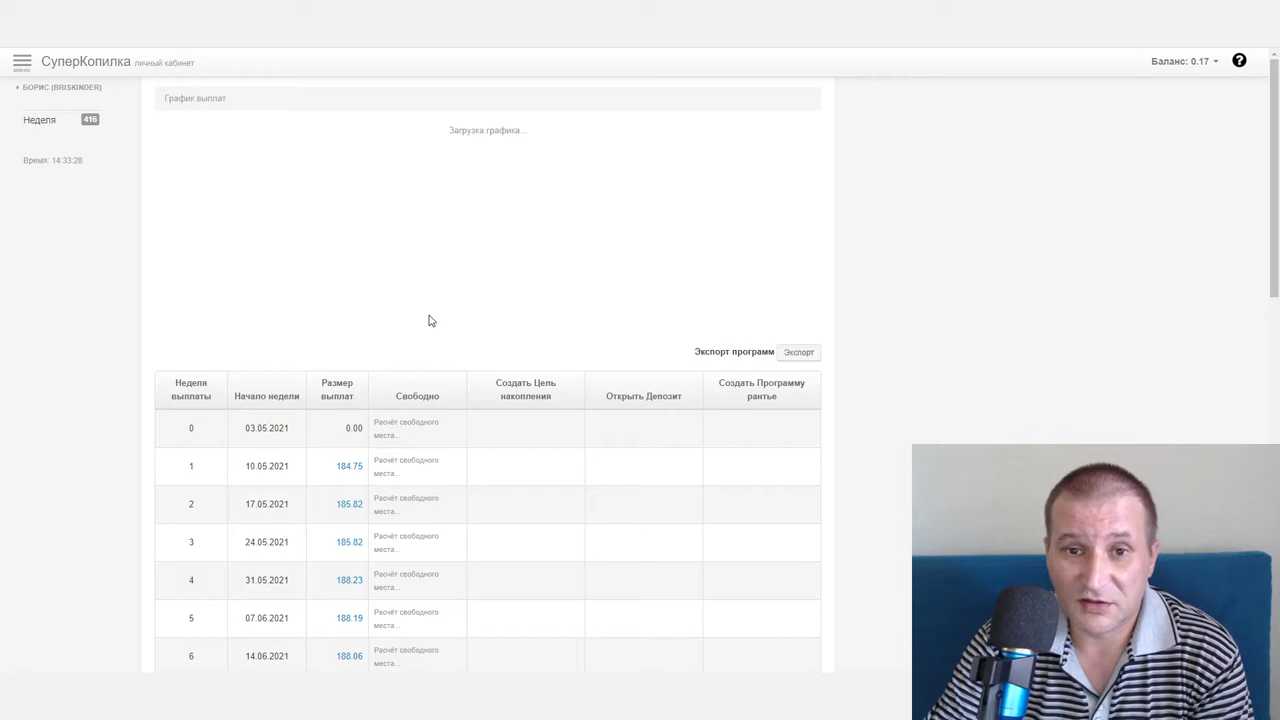 СуперКопилка личный кабинет
Баланс: 0.17
?
меню
БОРИС (BRISKINDER)
Неделя 416
Время: 14:33:28
График выплат
Загрузка графика...
Экспорт программ Экспорт
Неделя выплаты Начало недели Размер выплат Свободно Создать Цель накопления Открыть Депозит Создать Программу рантье
0 03.05.2021 0.00 Расчёт свободного места...
1 10.05.2021 184.75 Расчёт свободного места...
2 17.05.2021 185.82 Расчёт свободного места...
3 24.05.2021 185.82 Расчёт свободного места...
4 31.05.2021 188.23 Расчёт свободного места...
5 07.06.2021 188.19 Расчёт свободного места...
6 14.06.2021 188.06 Расчёт свободного места...